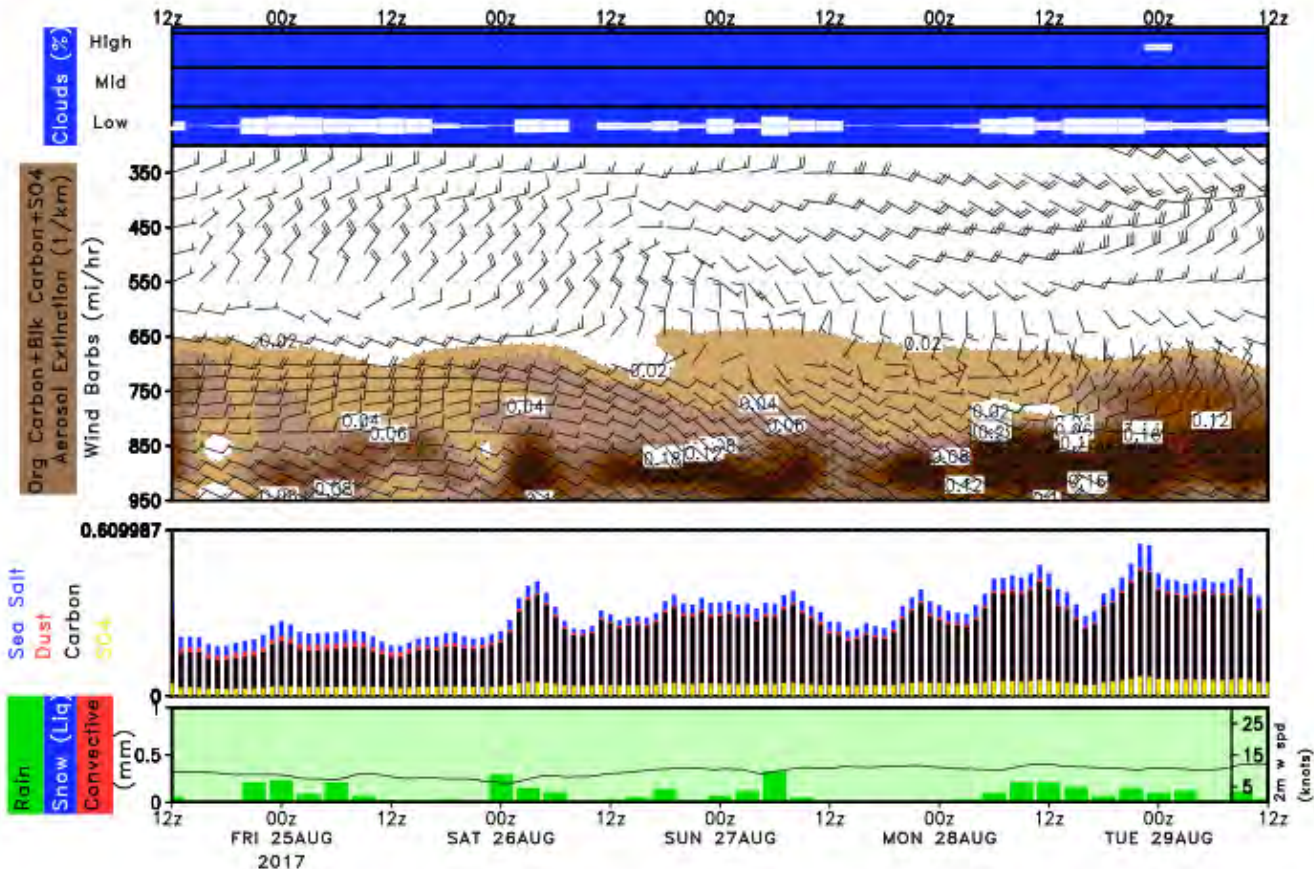 12z 00z 12z 00z 12z 00z 12z 00z 12z 00z 12z
Clouds (%)
High
Mid
Low
Org Carbon+Blk Carbon+SO4
Aerosol Extinction (1/km)
Wind Barbs (mi/hr)
350
450
550
650
750
850
950
0.02
0.02
0.02
0.04
0.06
0.04
0.04
0.06
0.02
0.12
0.08
0.12
0.16
0.12
0.16
0.08
0.609987
0
Sea Salt
Dust
Carbon
SO4
Rain
Snow (Liq)
Convective
(mm)
1
0.5
0
25
15
5
2m w spd
(knots)
12z 00z 12z 00z 12z 00z 12z 00z 12z 00z 12z
FRI 25AUG SAT 26AUG SUN 27AUG MON 28AUG TUE 29AUG
2017